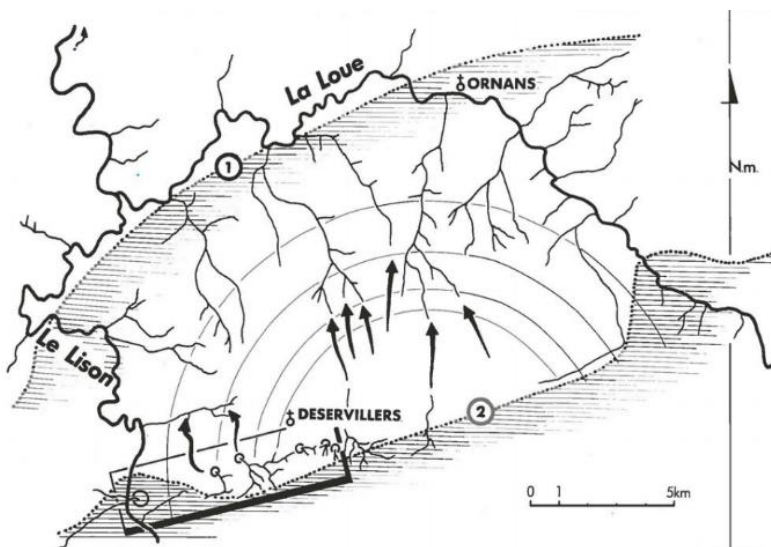 La Loue
ORNANS
1
N.m.
Le Lison
DESERVILLERS
2
0 1 5km